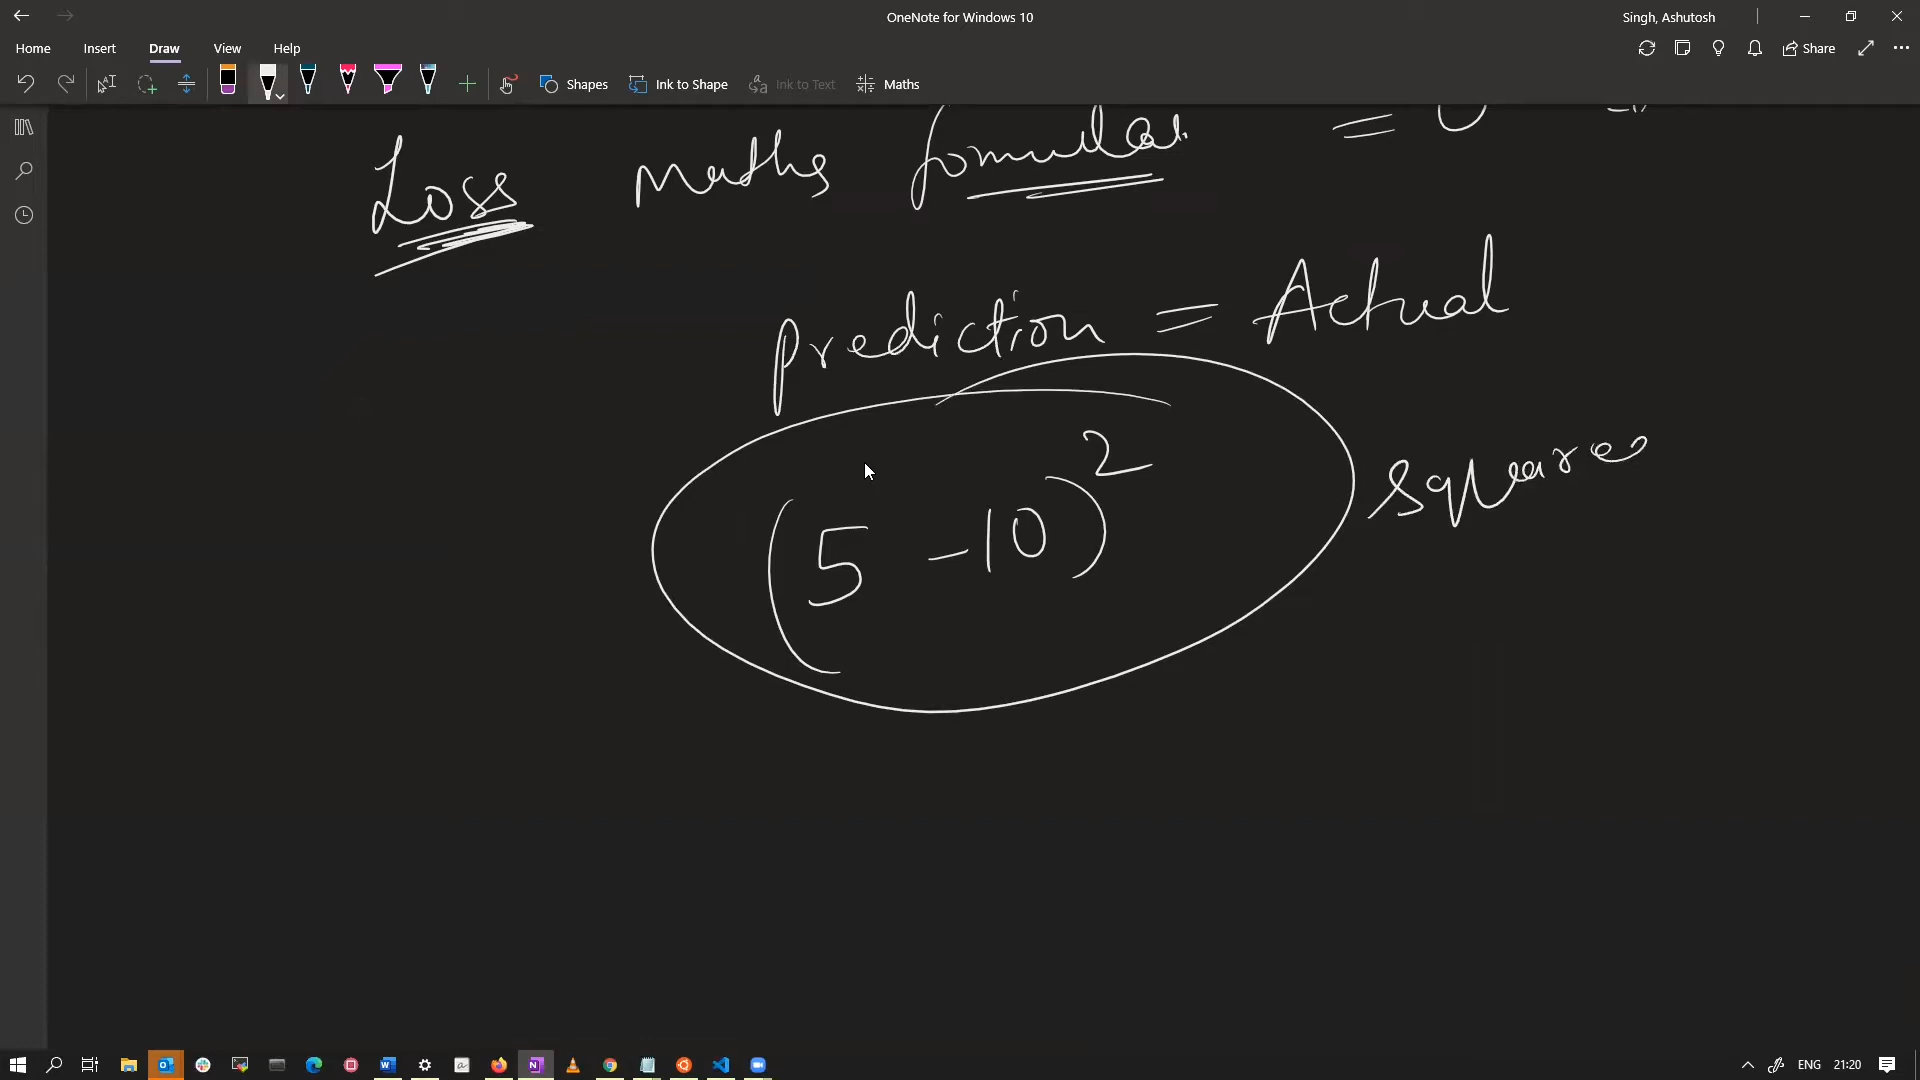 OneNote for Windows 10
Singh, Ashutosh
Home Insert Draw View Help
Share
Shapes Ink to Shape Ink to Text Maths
Loss maths formulas =
prediction = Actual
(5 -10)²
square
ENG 21:20